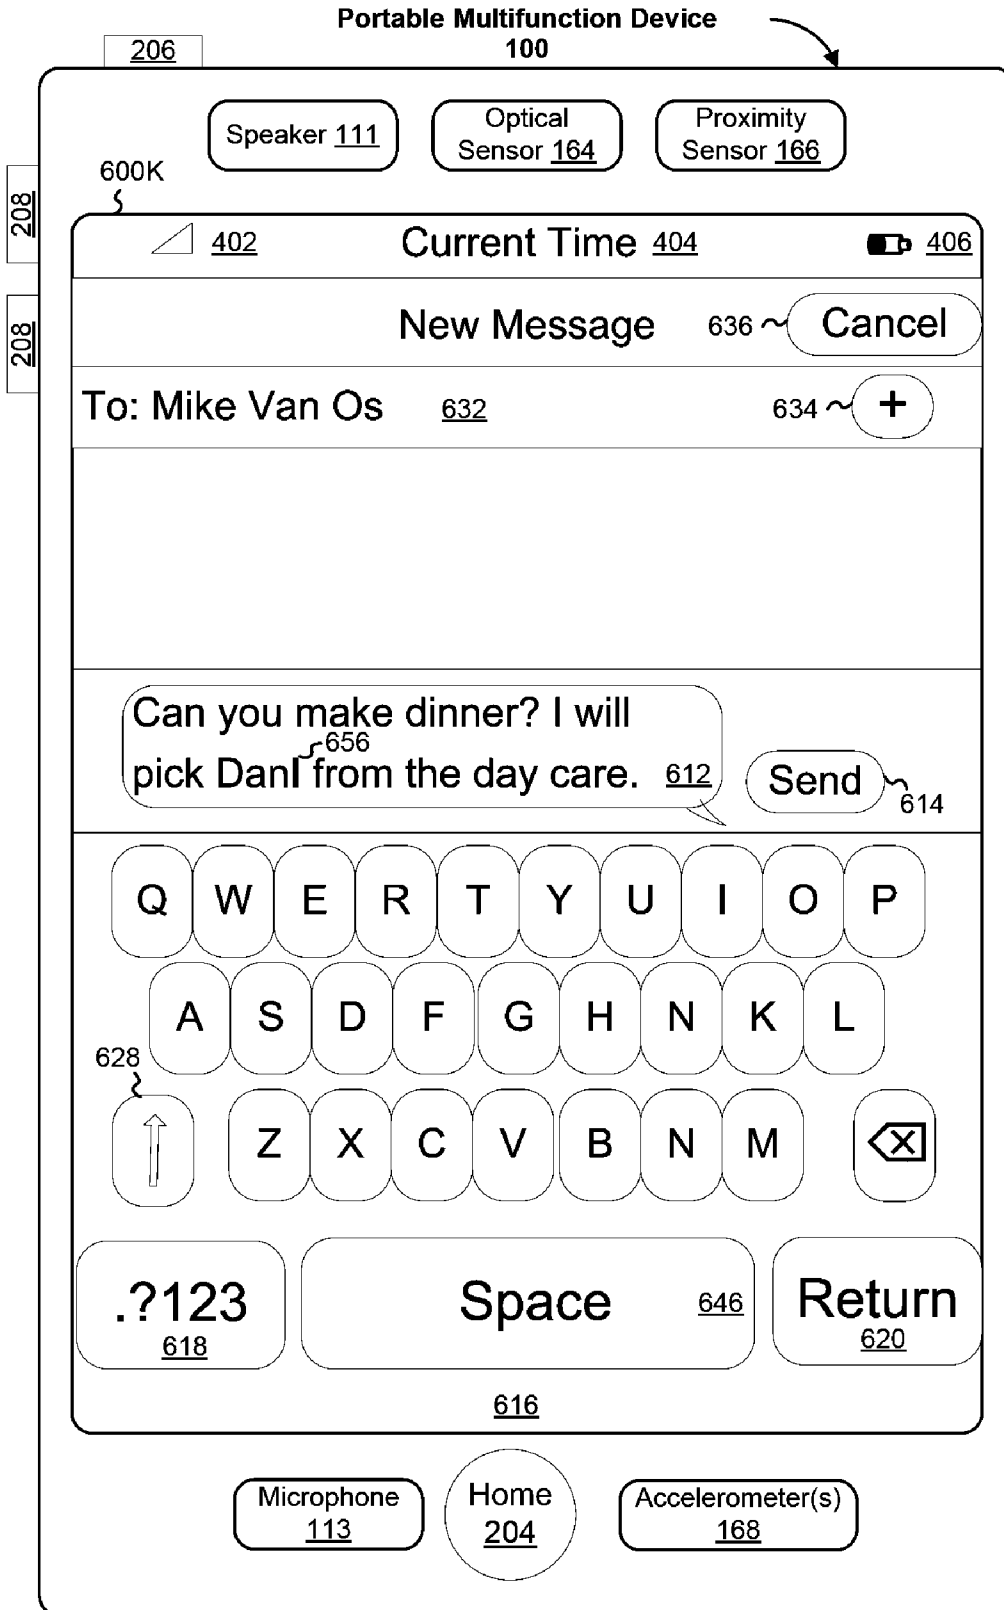 Portable Multifunction Device
100
206
Speaker 111
Optical
Sensor 164
Proximity
Sensor 166
600K
208
208
402
Current Time 404
406
New Message
636
Cancel
To: Mike Van Os
632
634
+
Can you make dinner? I will
656
pick Dan from the day care.
612
Send
614
Q W E R T Y U I O P
A S D F G H N K L
628
Z X C V B N M
.?123
618
Space
646
Return
620
616
Microphone
113
Home
204
Accelerometer(s)
168